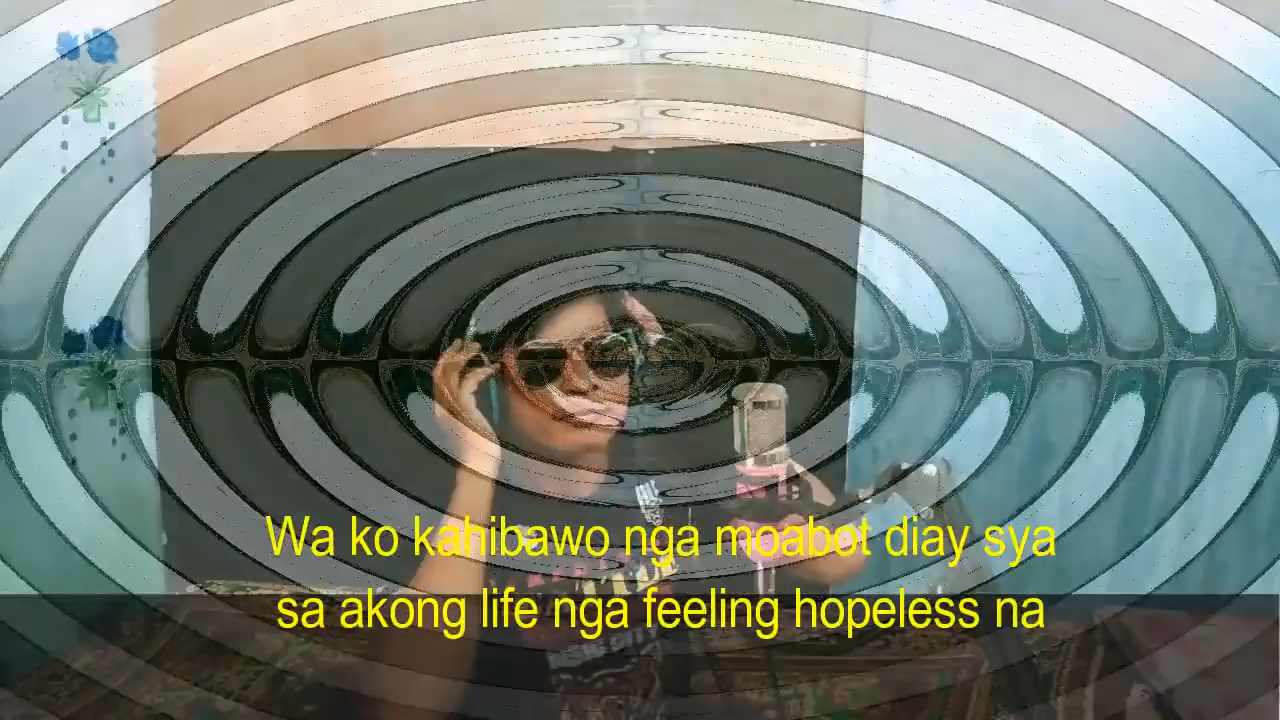 Wa ko kahibawo nga moabot diay sya
sa akong life nga feeling hopeless na